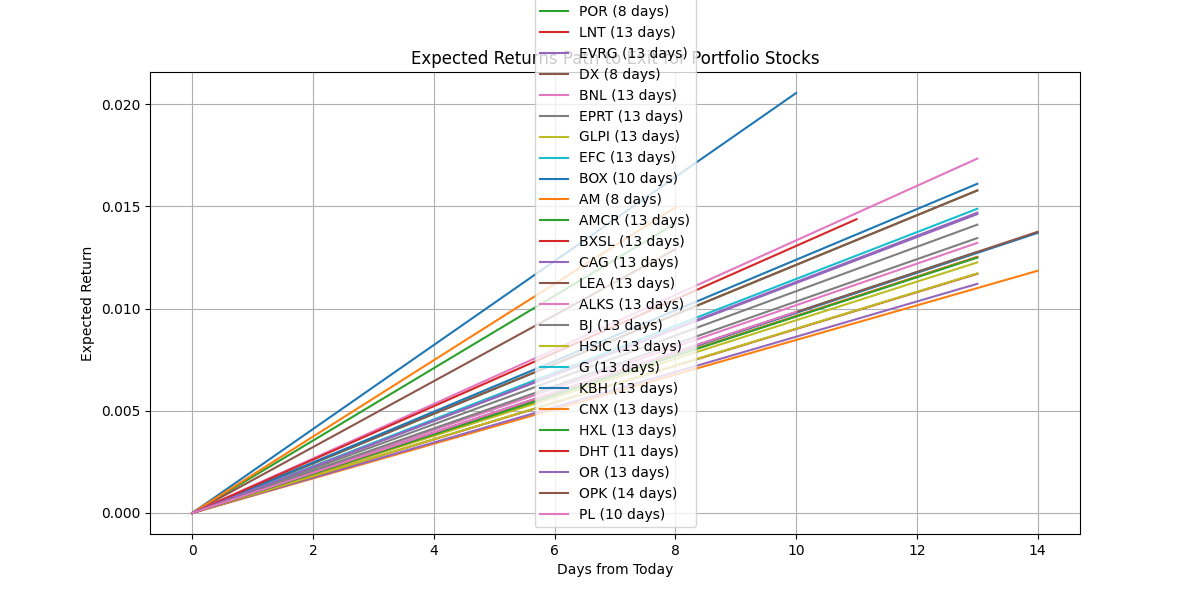 POR (8 days)
LNT (13 days)
EVRG (13 days)
Expected Returns Path to Exit for Portfolio Stocks
DX (8 days)
BNL (13 days)
EPRT (13 days)
GLPI (13 days)
EFC (13 days)
BOX (10 days)
AM (8 days)
AMCR (13 days)
BXSL (13 days)
CAG (13 days)
LEA (13 days)
ALKS (13 days)
BJ (13 days)
HSIC (13 days)
G (13 days)
KBH (13 days)
CNX (13 days)
HXL (13 days)
DHT (11 days)
OR (13 days)
OPK (14 days)
PL (10 days)
0.020
0.015
0.010
0.005
0.000
Expected Return
0 2 4 6 8 10 12 14
Days from Today